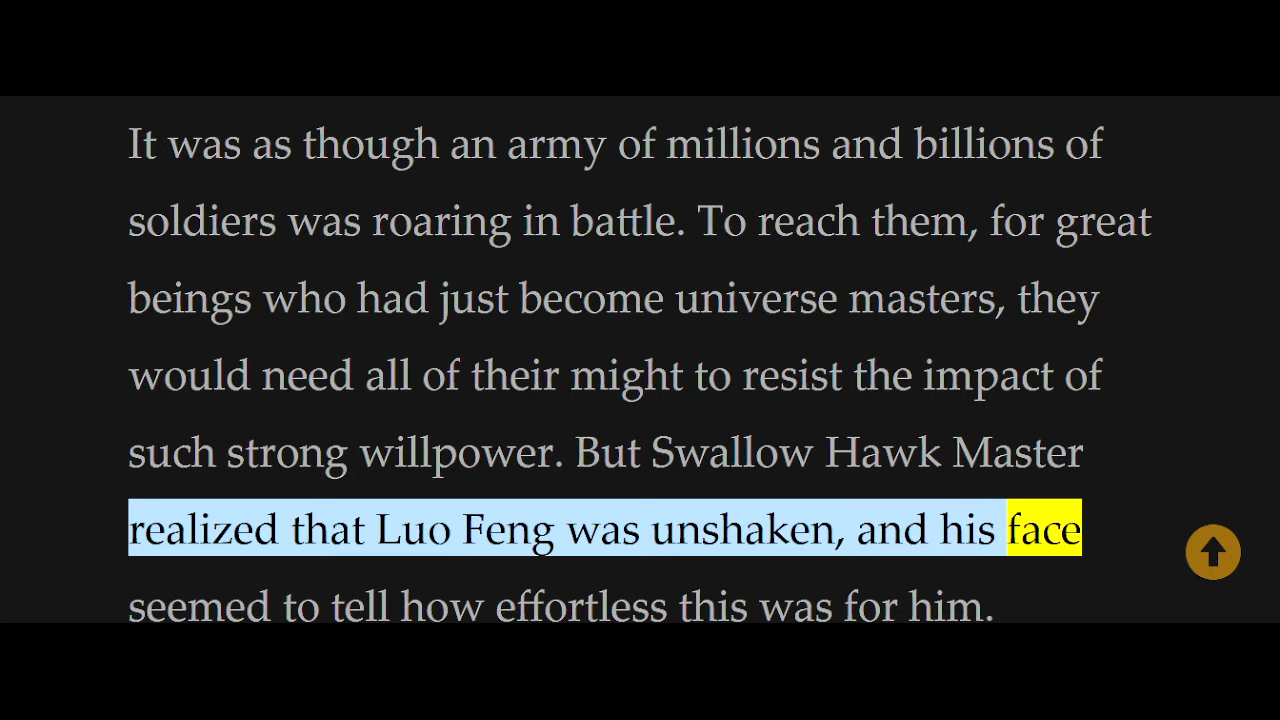 It was as though an army of millions and billions of
soldiers was roaring in battle. To reach them, for great
beings who had just become universe masters, they
would need all of their might to resist the impact of
such strong willpower. But Swallow Hawk Master
realized that Luo Feng was unshaken, and his face
seemed to tell how effortless this was for him.